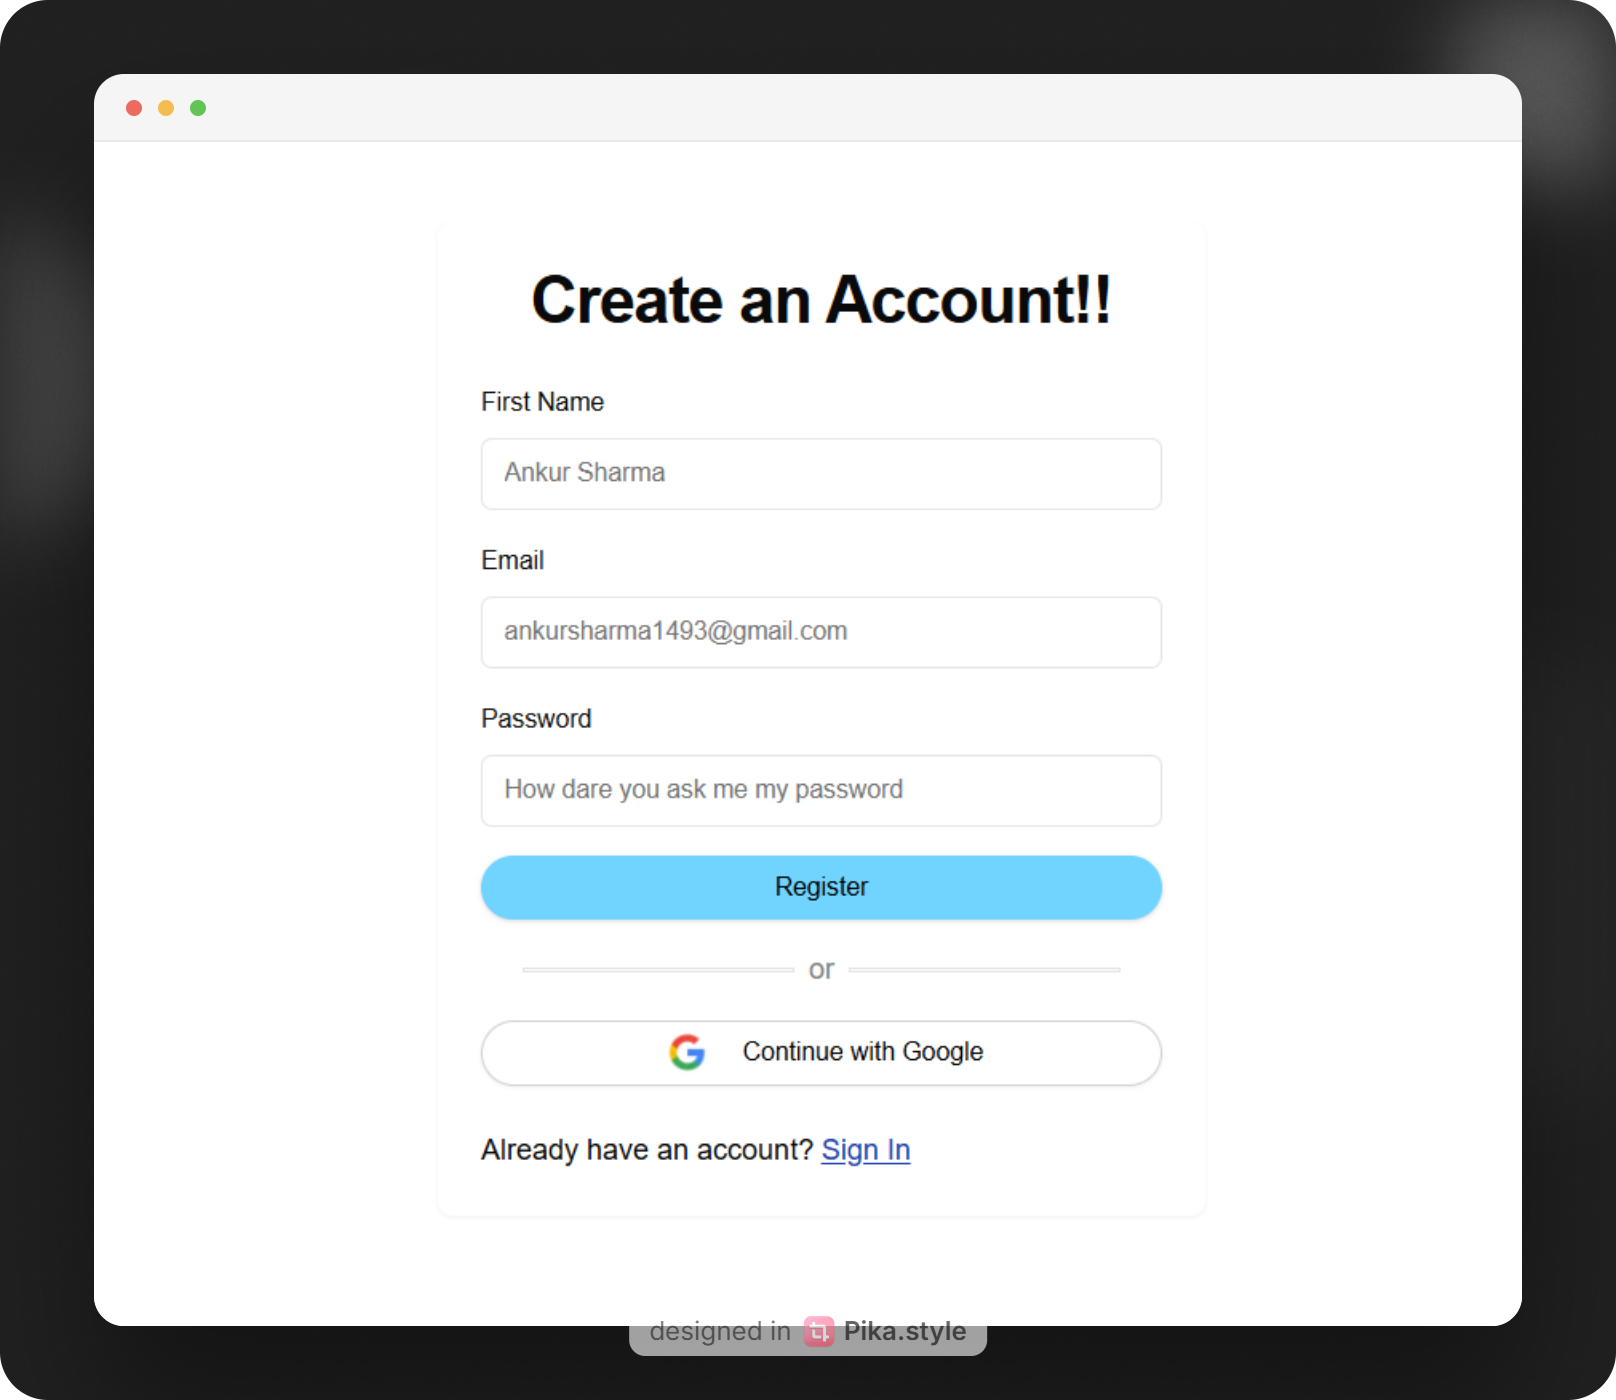 Create an Account!!
First Name
Ankur Sharma
Email
ankursharma1493@gmail.com
Password
How dare you ask me my password
Register
or
Continue with Google
Already have an account? Sign In
designed in Pika.style